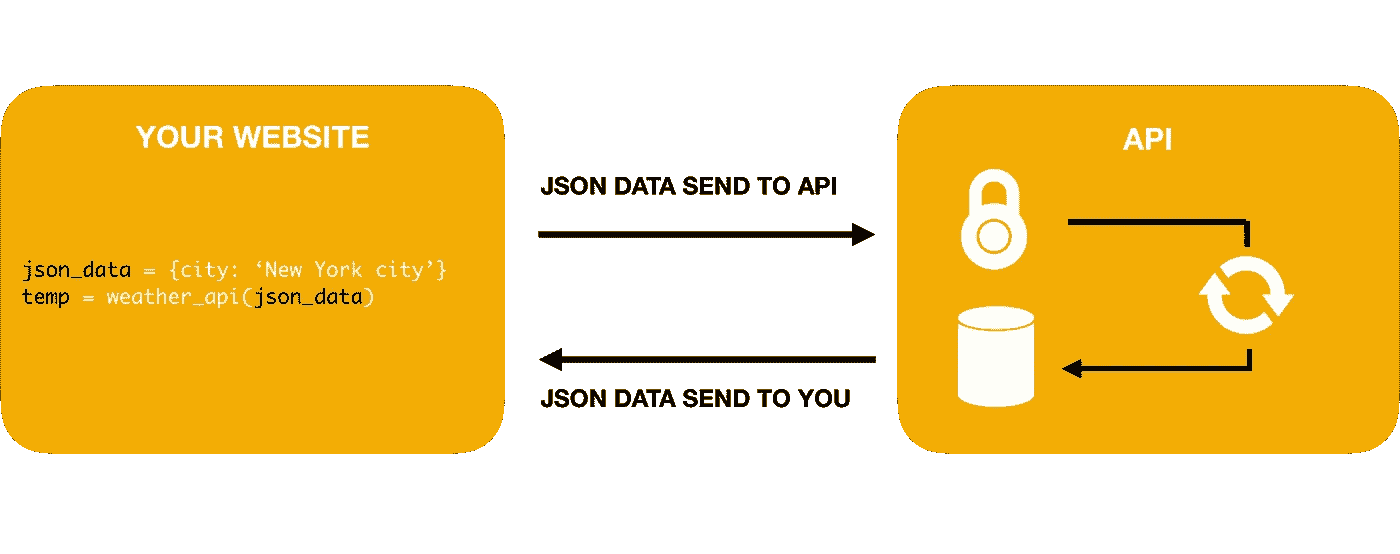 YOUR WEBSITE
json_data = {city: ‘New York city’}
temp = weather_api(json_data)
JSON DATA SEND TO API
JSON DATA SEND TO YOU
API